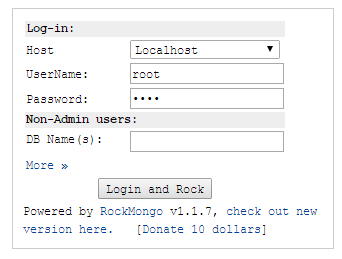 Log-in:
Host Localhost
UserName: root
Password: ••••
Non-Admin users:
DB Name(s):
More »
Login and Rock
Powered by RockMongo v1.1.7, check out new
version here. [Donate 10 dollars]